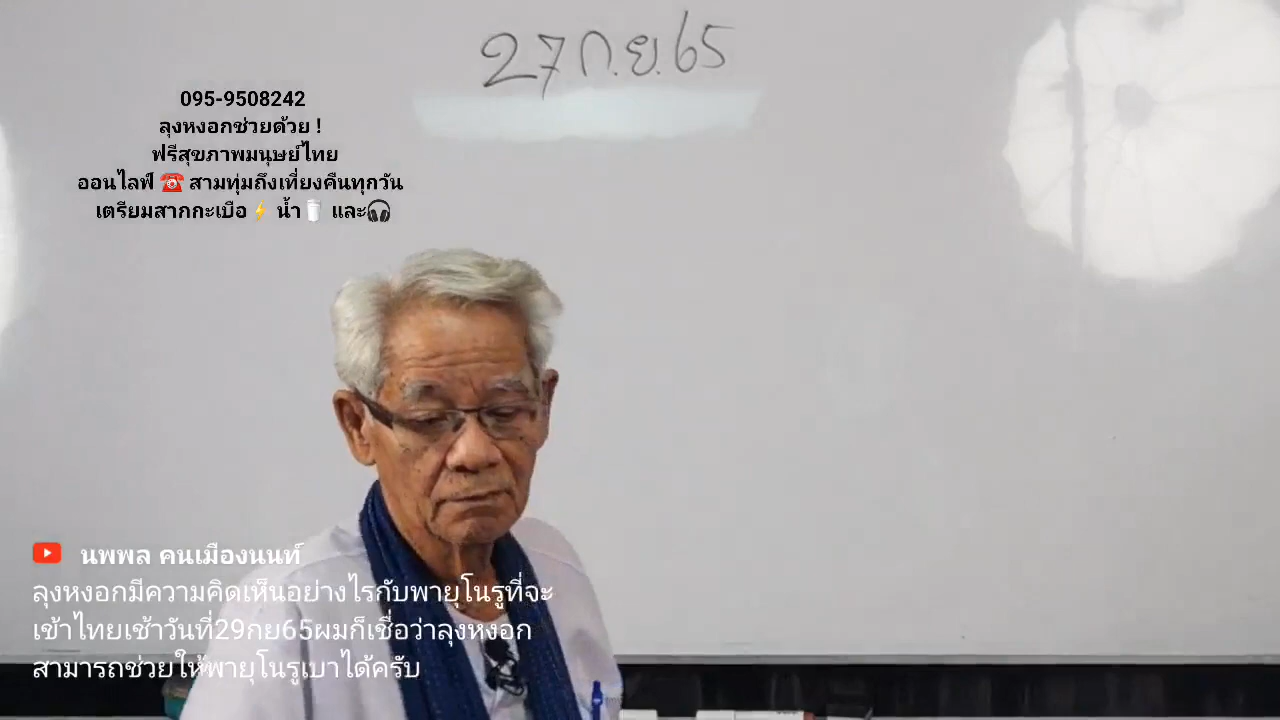 27 ก.ย.65
095-9508242
ลุงหงอกช่วยด้วย !
ฟรีสุขภาพมนุษย์ไทย
ออนไลฟ์ ☎️ สามทุ่มถึงเที่ยงคืนทุกวัน
เตรียมสากกะเบือ⚡ น้ำ🥛 และ🎧
นพพล คนเมืองนนท์
ลุงหงอกมีความคิดเห็นอย่างไรกับพายุโนรูที่จะ
เข้าไทยเช้าวันที่29กย65ผมก็เชื่อว่าลุงหงอก
สามารถช่วยให้พายุโนรูเบาได้ครับ